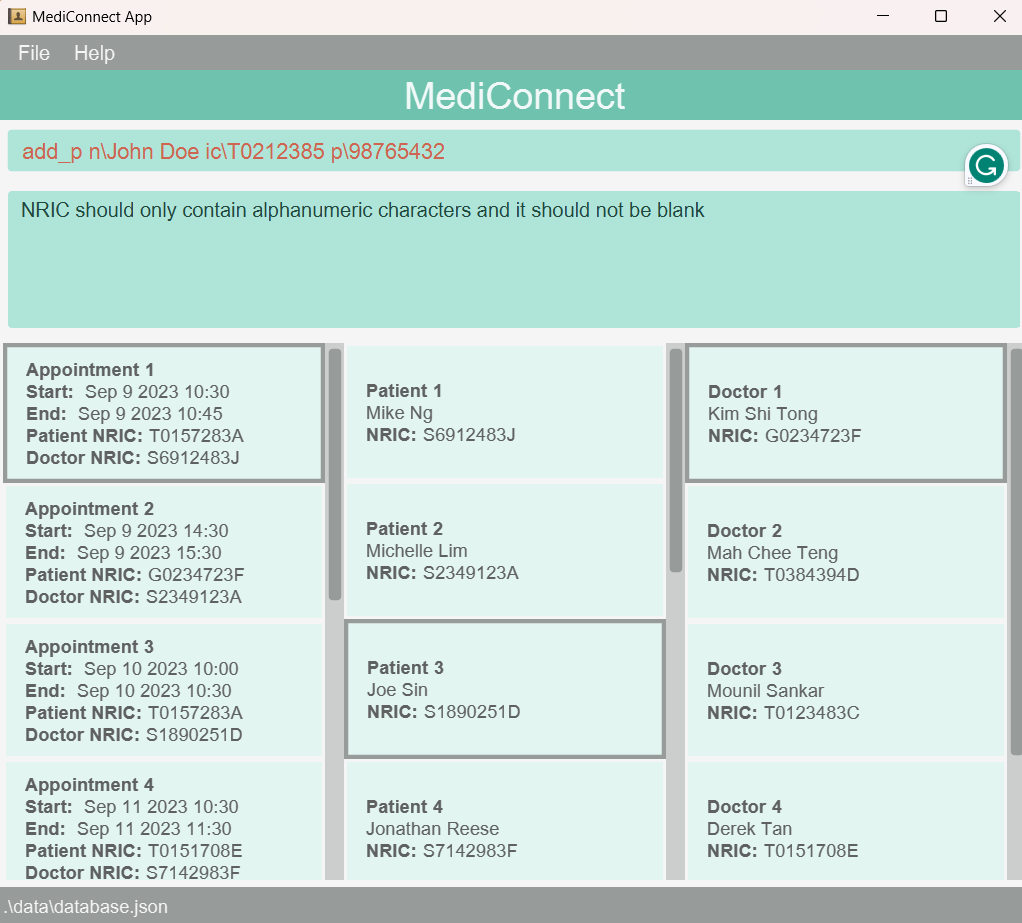 MediConnect App
File Help
MediConnect
add_p n\John Doe ic\T0212385 p\98765432
NRIC should only contain alphanumeric characters and it should not be blank
Appointment 1
Start: Sep 9 2023 10:30
End: Sep 9 2023 10:45
Patient NRIC: T0157283A
Doctor NRIC: S6912483J
Appointment 2
Start: Sep 9 2023 14:30
End: Sep 9 2023 15:30
Patient NRIC: G0234723F
Doctor NRIC: S2349123A
Appointment 3
Start: Sep 10 2023 10:00
End: Sep 10 2023 10:30
Patient NRIC: T0157283A
Doctor NRIC: S1890251D
Appointment 4
Start: Sep 11 2023 10:30
End: Sep 11 2023 11:30
Patient NRIC: T0151708E
Doctor NRIC: S7142983F
Patient 1
Mike Ng
NRIC: S6912483J
Patient 2
Michelle Lim
NRIC: S2349123A
Patient 3
Joe Sin
NRIC: S1890251D
Patient 4
Jonathan Reese
NRIC: S7142983F
Doctor 1
Kim Shi Tong
NRIC: G0234723F
Doctor 2
Mah Chee Teng
NRIC: T0384394D
Doctor 3
Mounil Sankar
NRIC: T0123483C
Doctor 4
Derek Tan
NRIC: T0151708E
.\data\database.json